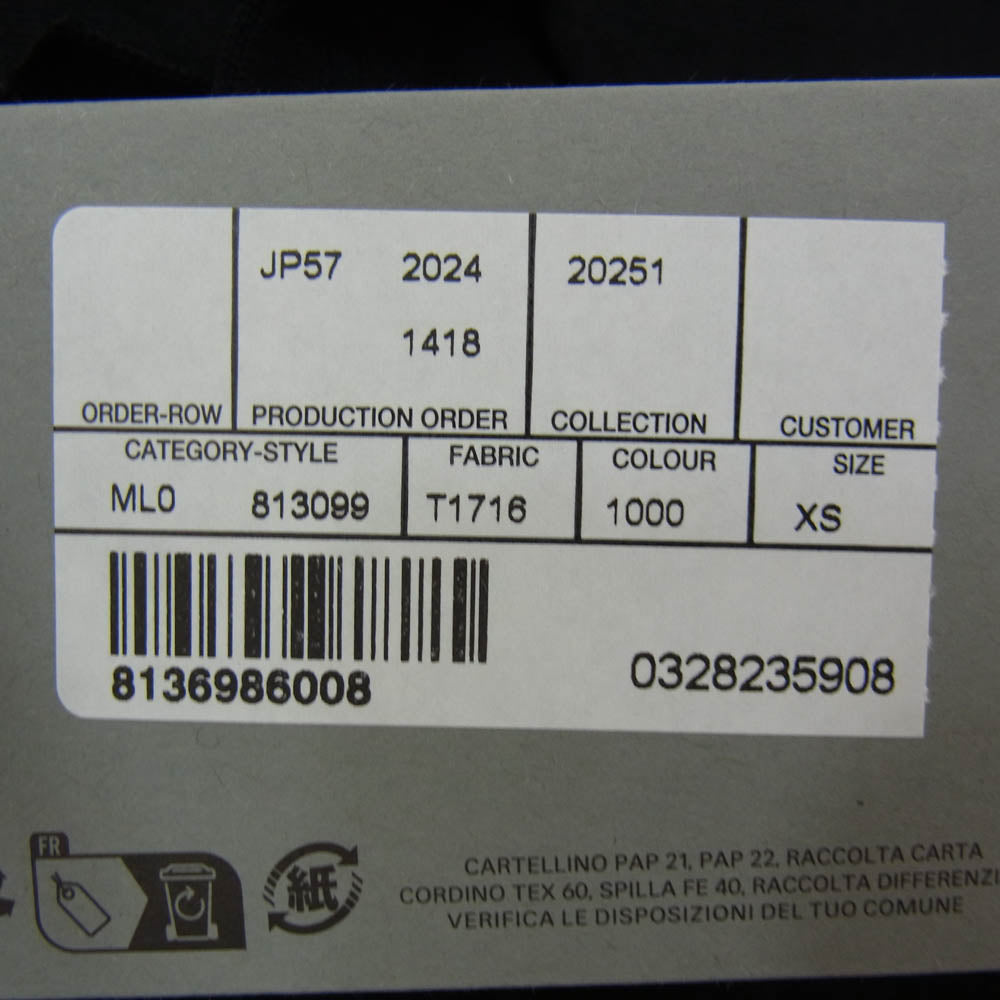 JP57 2024 20251
1418
ORDER-ROW PRODUCTION ORDER COLLECTION CUSTOMER
CATEGORY-STYLE FABRIC COLOUR SIZE
ML0 813099 T1716 1000 XS
8136986008 0328235908
FR
紙
CARTELLINO PAP 21, PAP 22, RACCOLTA CARTA
CORDINO TEX 60, SPILLA FE 40, RACCOLTA
VERIFICA LE DISPOSIZIONI DEL TUO COMUNE